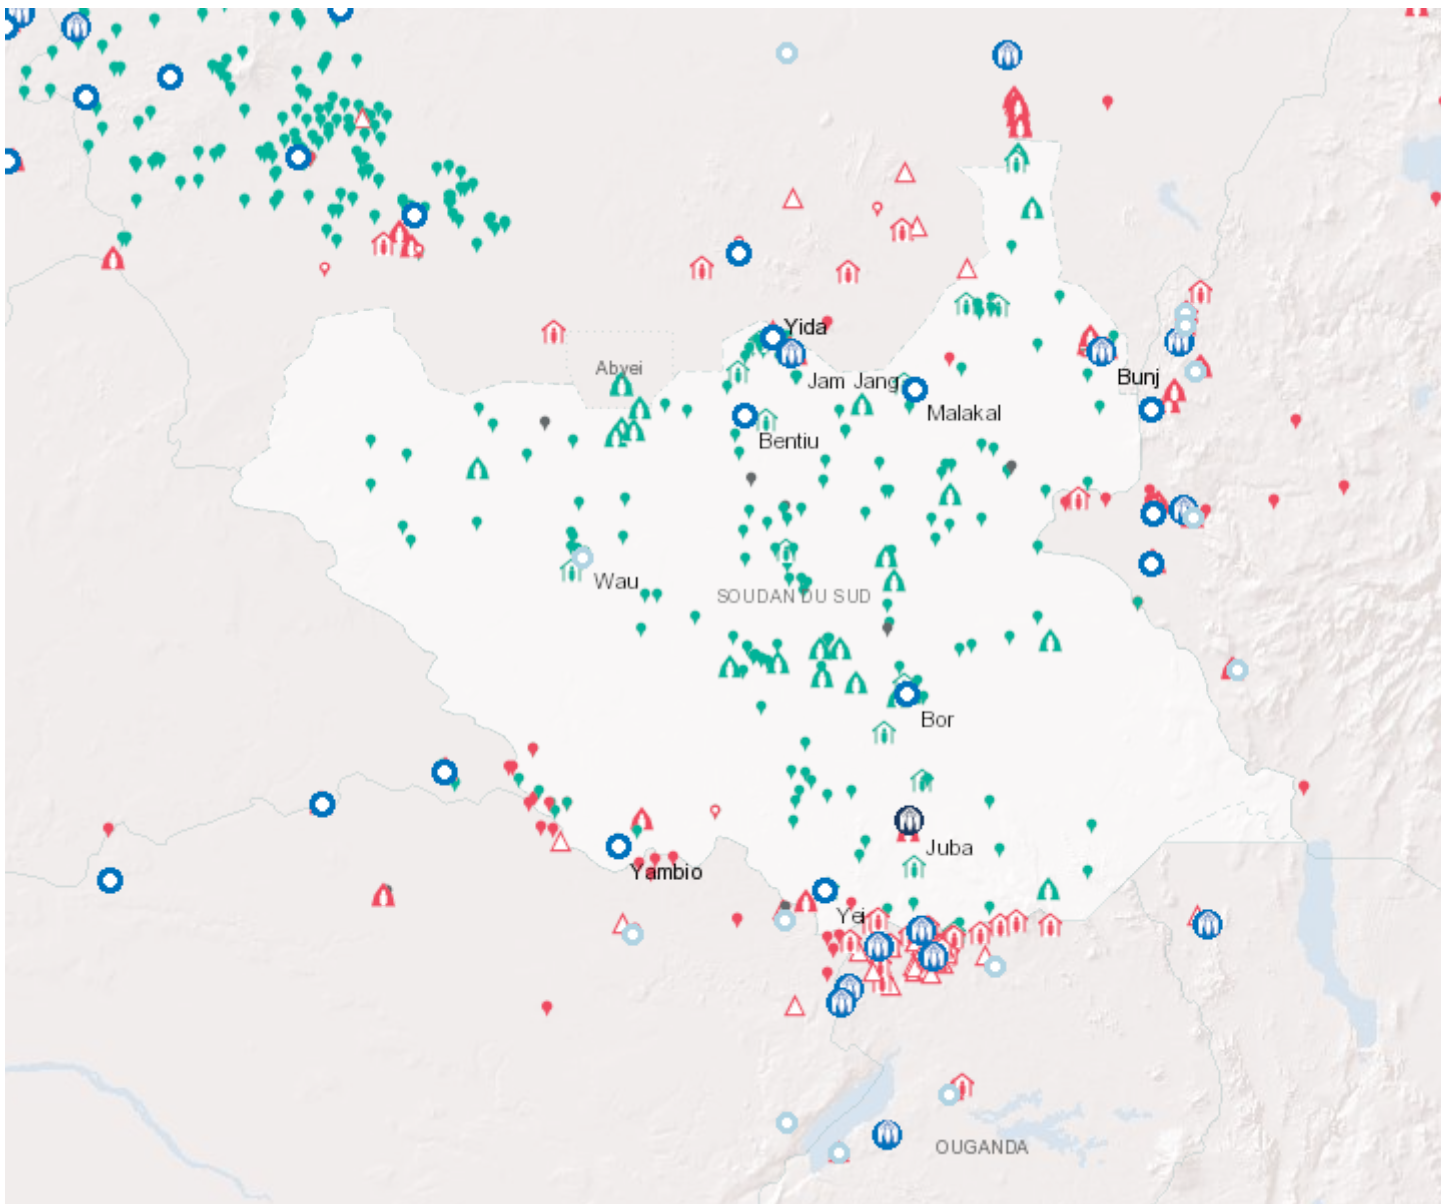 Yida
Abyei
Jam Jang
Bunj
Malakal
Bentiu
Wau
SOUDAN DU SUD
Bor
Juba
Yambio
Yei
OUGANDA